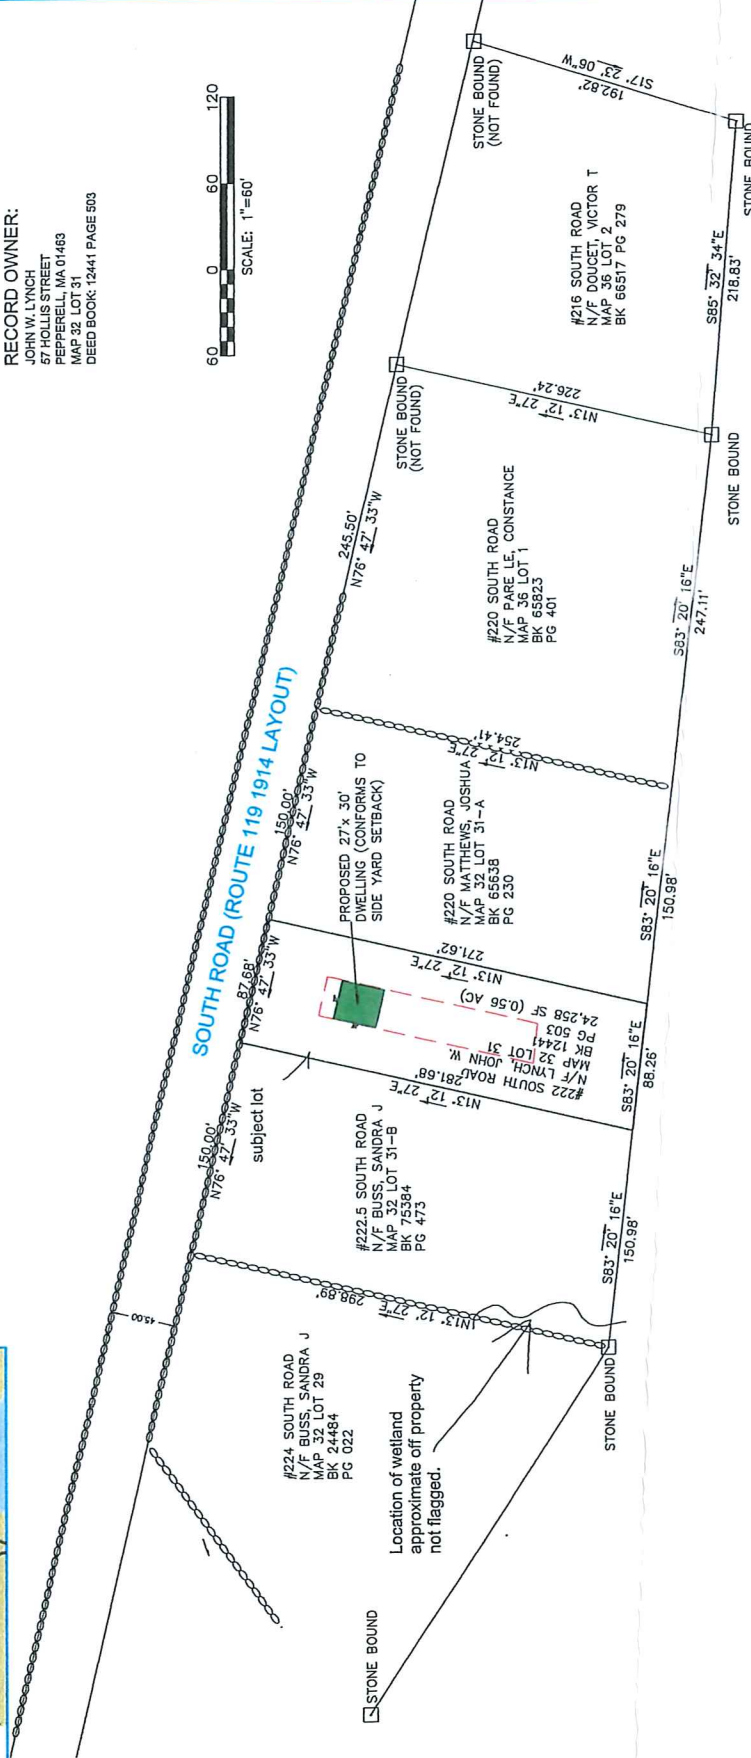 RECORD OWNER:
JOHN W. LYNCH
57 HOLLIS STREET
PEPPERELL, MA 01463
MAP 32 LOT 31
DEED BOOK: 12441 PAGE 503
60 0 60 120
SCALE: 1"=60'
SOUTH ROAD (ROUTE 119 1914 LAYOUT)
45.00
#224 SOUTH ROAD
N/F BUSS, SANDRA J
MAP 32 LOT 29
BK 24484
PG 022
STONE BOUND
Location of wetland
approximate off property
not flagged.
STONE BOUND
N13° 12' 27"E
298.89'
150.00'
N76° 47' 33"W
subject lot
#222.5 SOUTH ROAD
N/F BUSS, SANDRA J
MAP 32 LOT 31-B
BK 75384
PG 473
S83° 20' 16"E
150.98'
N13° 12' 27"E
281.68'
87.68'
N76° 47' 33"W
PROPOSED 27'x 30'
DWELLING (CONFORMS TO
SIDE YARD SETBACK)
#222 SOUTH ROAD
N/F LYNCH, JOHN W.
MAP 32 LOT 31
BK 12441
PG 503
24,258 SF (0.56 AC)
S83° 20' 16"E
88.26'
N13° 12' 27"E
271.62'
150.00'
N76° 47' 33"W
#220 SOUTH ROAD
N/F MATTHEWS, JOSHUA
MAP 32 LOT 31-A
BK 65638
PG 230
S83° 20' 16"E
150.98'
N13° 12' 27"E
254.41'
245.50'
N76° 47' 33"W
#220 SOUTH ROAD
N/F PARE LE, CONSTANCE
MAP 36 LOT 1
BK 65823
PG 401
S83° 20' 16"E
247.11'
STONE BOUND
(NOT FOUND)
N13° 12' 27"E
226.24'
STONE BOUND
#216 SOUTH ROAD
N/F DOUCET, VICTOR T
MAP 36 LOT 2
BK 66517 PG 279
S85° 32' 34"E
218.83'
STONE BOUND
(NOT FOUND)
S17° 23' 06"W
192.82'
STONE BOUND